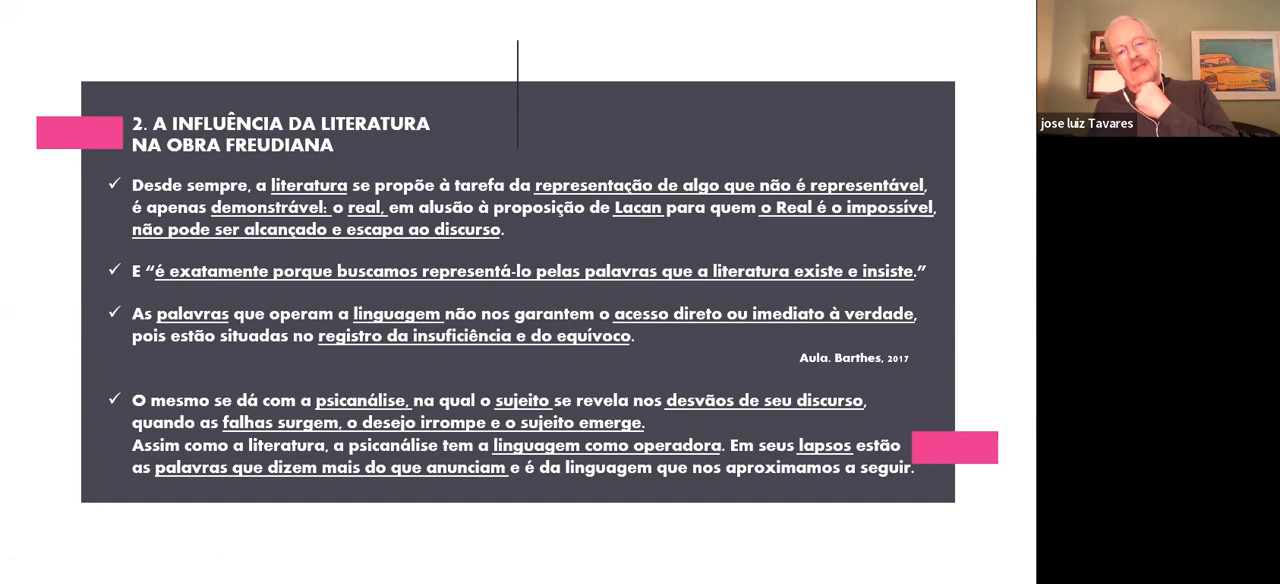 2. A INFLUÊNCIA DA LITERATURA
NA OBRA FREUDIANA
✓ Desde sempre, a literatura se propõe à tarefa da representação de algo que não é representável,
é apenas demonstrável: o real, em alusão à proposição de Lacan para quem o Real é o impossível,
não pode ser alcançado e escapa ao discurso.
✓ E “é exatamente porque buscamos representá-lo pelas palavras que a literatura existe e insiste.”
✓ As palavras que operam a linguagem não nos garantem o acesso direto ou imediato à verdade,
pois estão situadas no registro da insuficiência e do equívoco.
Aula. Barthes, 2017
✓ O mesmo se dá com a psicanálise, na qual o sujeito se revela nos desvãos de seu discurso,
quando as falhas surgem, o desejo irrompe e o sujeito emerge.
Assim como a literatura, a psicanálise tem a linguagem como operadora. Em seus lapsos estão
as palavras que dizem mais do que anunciam e é da linguagem que nos aproximamos a seguir.
jose luiz Tavares